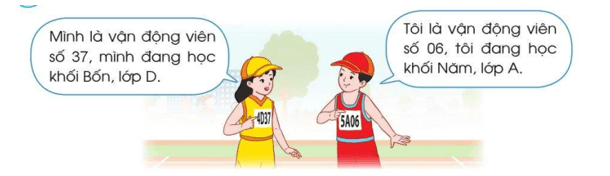 Mình là vận động viên
số 37, mình đang học
khối Bốn, lớp D.
Tôi là vận động viên
số 06, tôi đang học
khối Năm, lớp A.
4D37
5A06